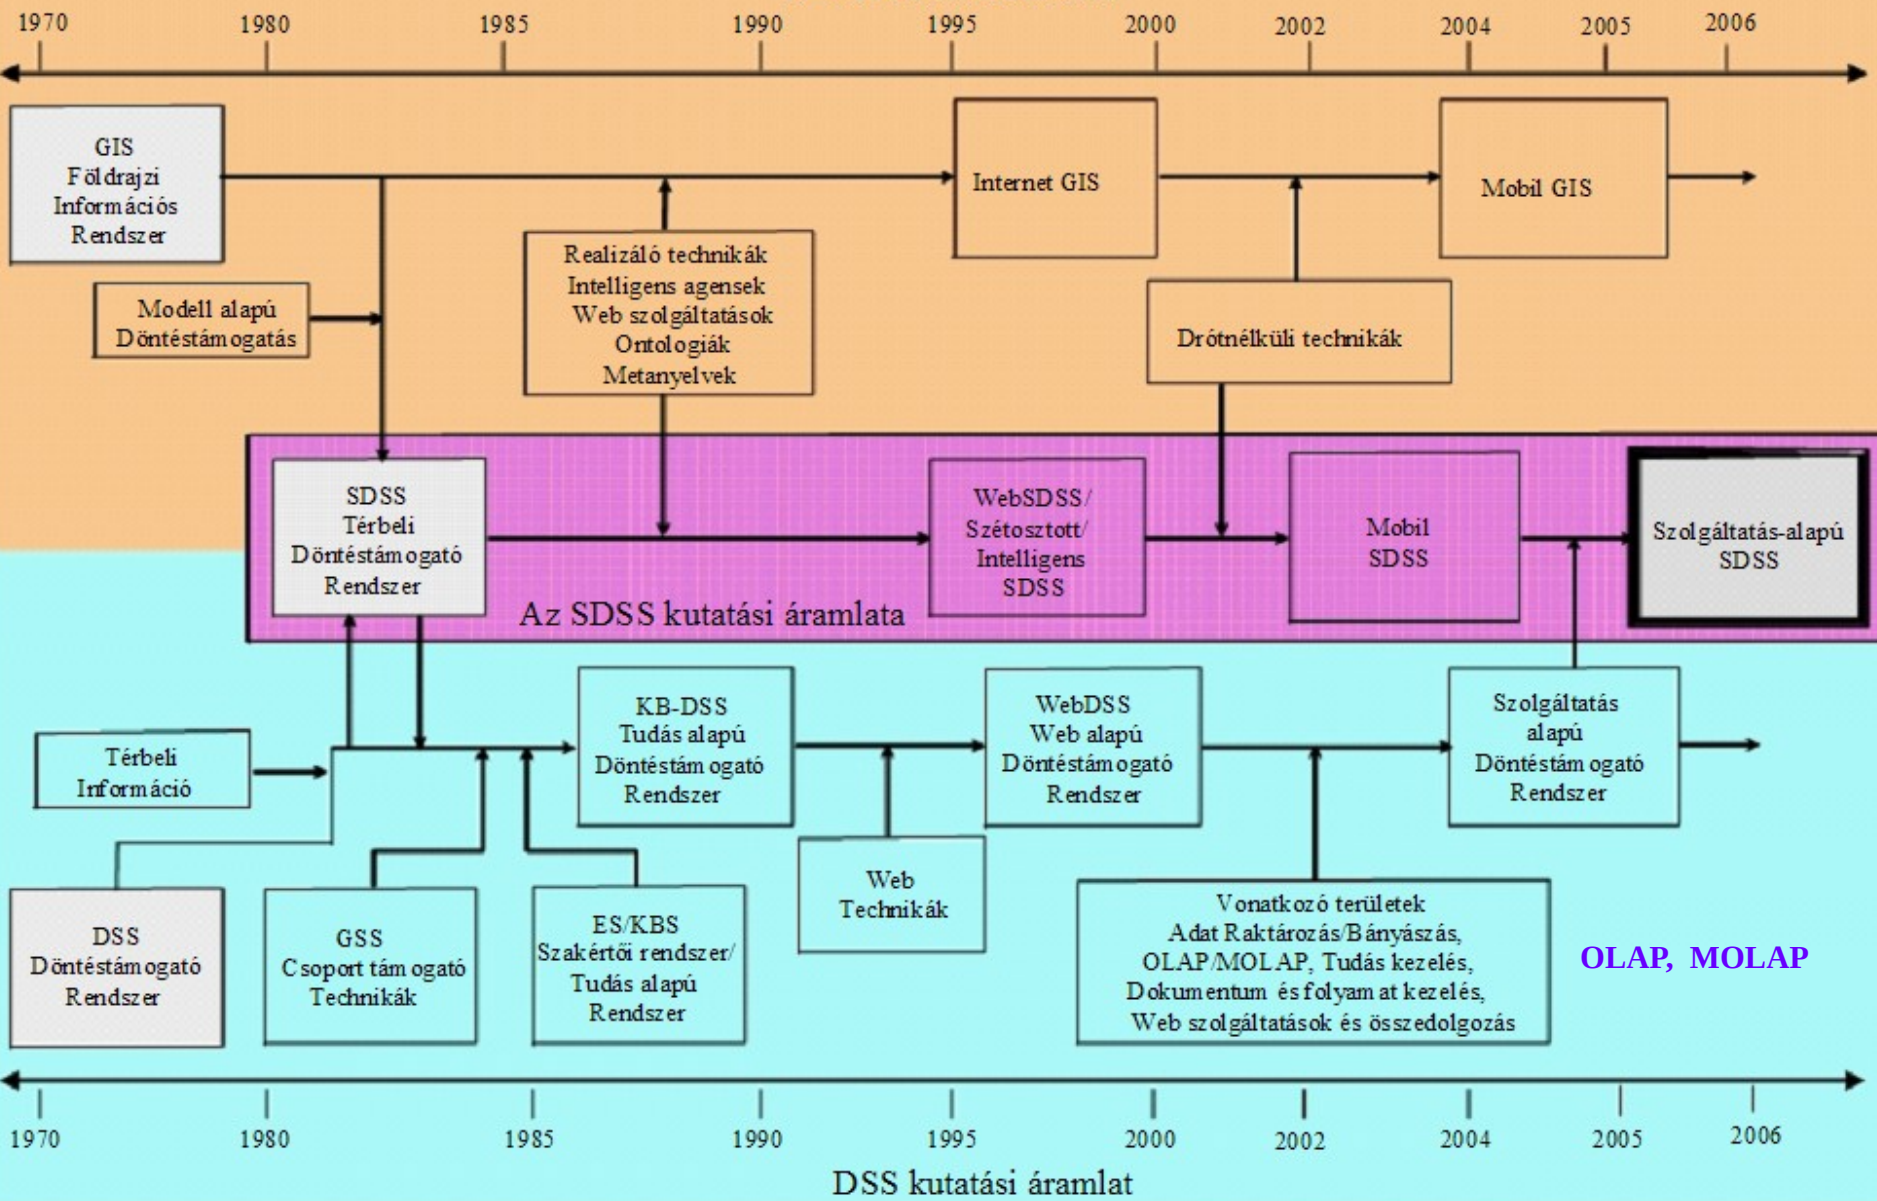 1970 1980 1985 1990 1995 2000 2002 2004 2005 2006
GIS
Földrajzi
Információs
Rendszer
Internet GIS
Mobil GIS
Modell alapú
Döntéstámogatás
Realizáló technikák
Intelligens agensek
Web szolgáltatások
Ontologiák
Metanyelvek
Drótnélküli technikák
SDSS
Térbeli
Döntéstámogató
Rendszer
WebSDSS/
Szétosztott/
Intelligens
SDSS
Mobil
SDSS
Szolgáltatás-alapú
SDSS
Az SDSS kutatási áramlata
Térbeli
Információ
KB-DSS
Tudás alapú
Döntéstámogató
Rendszer
WebDSS
Web alapú
Döntéstámogató
Rendszer
Szolgáltatás
alapú
Döntéstámogató
Rendszer
DSS
Döntéstámogató
Rendszer
GSS
Csoport támogató
Technikák
ES/KBS
Szakértői rendszer/
Tudás alapú
Rendszer
Web
Technikák
Vonatkozó területek
Adat Raktározás/Bányászás,
OLAP/MOLAP, Tudás kezelés,
Dokumentum és folyamat kezelés,
Web szolgáltatások és összedolgozás
OLAP, MOLAP
1970 1980 1985 1990 1995 2000 2002 2004 2005 2006
DSS kutatási áramlat